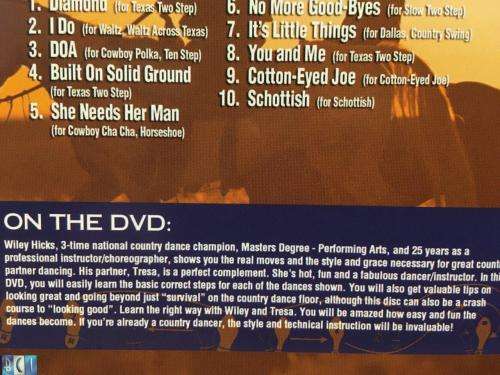 1. Diamond (for Texas Two Step)
2. I Do (for Waltz, Waltz Across Texas)
3. DOA (for Cowboy Polka, Ten Step)
4. Built On Solid Ground
(for Texas Two Step)
5. She Needs Her Man
(for Cowboy Cha Cha, Horseshoe)
6. No More Good-Byes (for Slow Two Step)
7. It's Little Things (for Dallas, Country Swing)
8. You and Me (for Texas Two Step)
9. Cotton-Eyed Joe (for Cotton-Eyed Joe)
10. Schottish (for Schottish)
ON THE DVD:
Wiley Hicks, 3-time national country dance champion, Masters Degree - Performing Arts, and 25 years as a
professional instructor/choreographer, shows you the real moves and the style and grace necessary for great count
partner dancing. His partner, Tresa, is a perfect complement. She's hot, fun and a fabulous dancer/instructor. In thi
DVD, you will easily learn the basic correct steps for each of the dances shown. You will also get valuable tips on
looking great and going beyond just "survival" on the country dance floor, although this disc can also be a crash
course to "looking good". Learn the right way with Wiley and Tresa. You will be amazed how easy and fun the
dances become. If you're already a country dancer, the style and technical instruction will be invaluable!